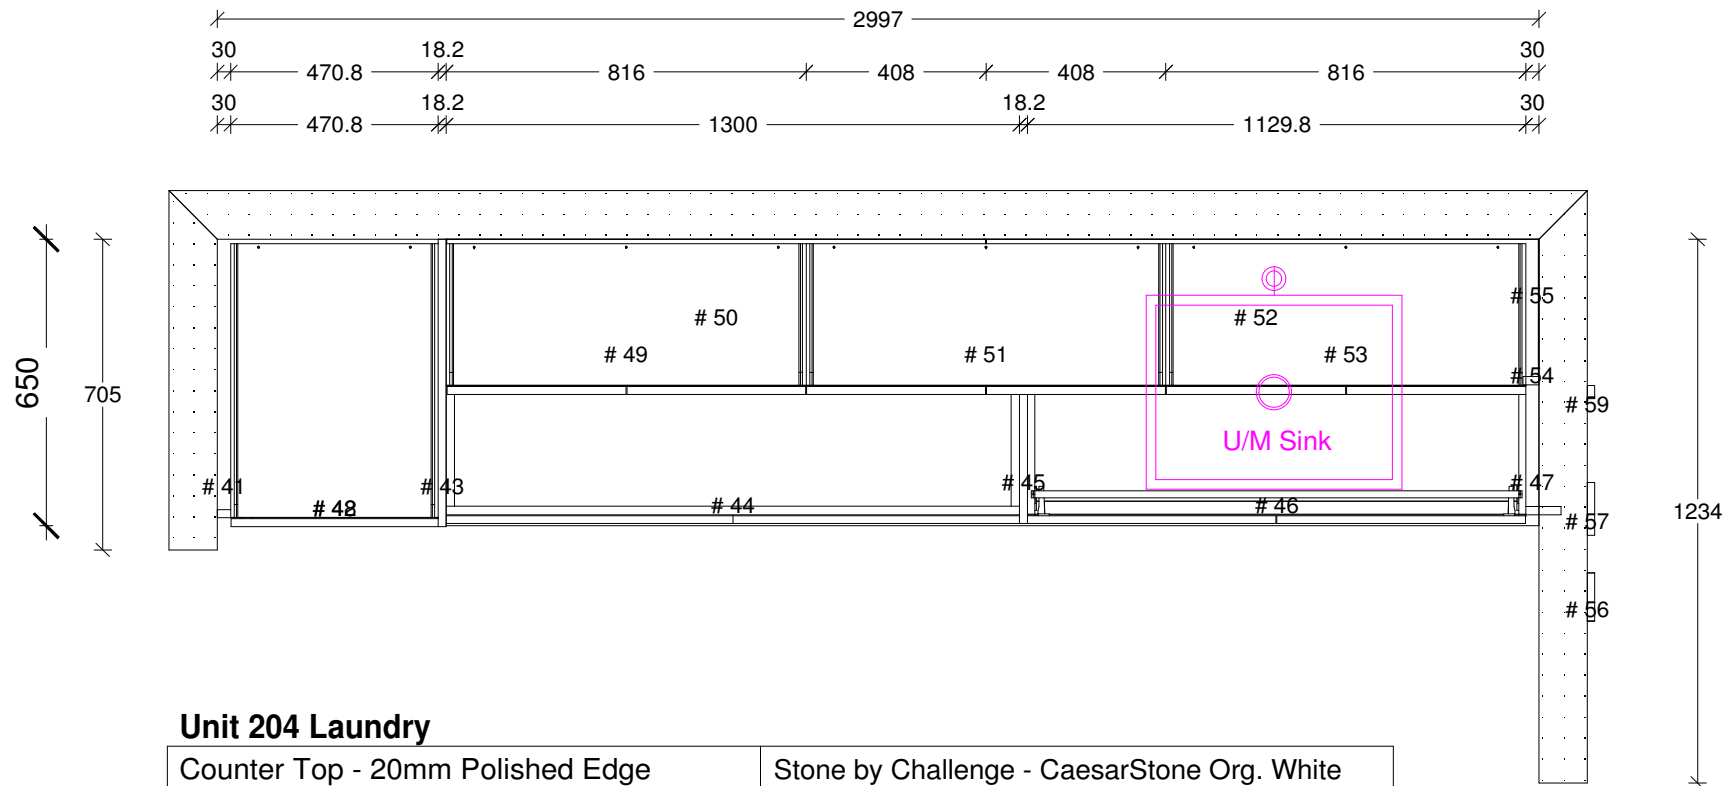 2997
30 18.2 30
470.8 816 408 408 816
30 18.2 18.2 30
470.8 1300 1129.8
# 55
# 50 # 52
# 49 # 51 # 53
# 54
650 705 # 59
U/M Sink
# 41 # 43 # 45 # 47
# 44 # 46
# 57 1234
# 56
Unit 204 Laundry
Counter Top - 20mm Polished Edge Stone by Challenge - CaesarStone Org. White